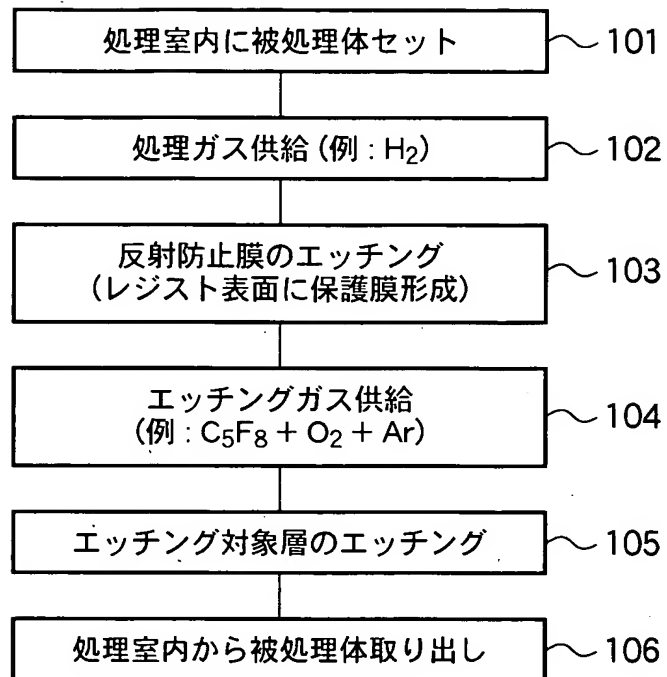 処理室内に被処理体セット 101
処理ガス供給 (例 : H₂) 102
反射防止膜のエッチング
(レジスト表面に保護膜形成) 103
エッチングガス供給
(例 : C₅F₈ + O₂ + Ar) 104
エッチング対象層のエッチング 105
処理室内から被処理体取り出し 106